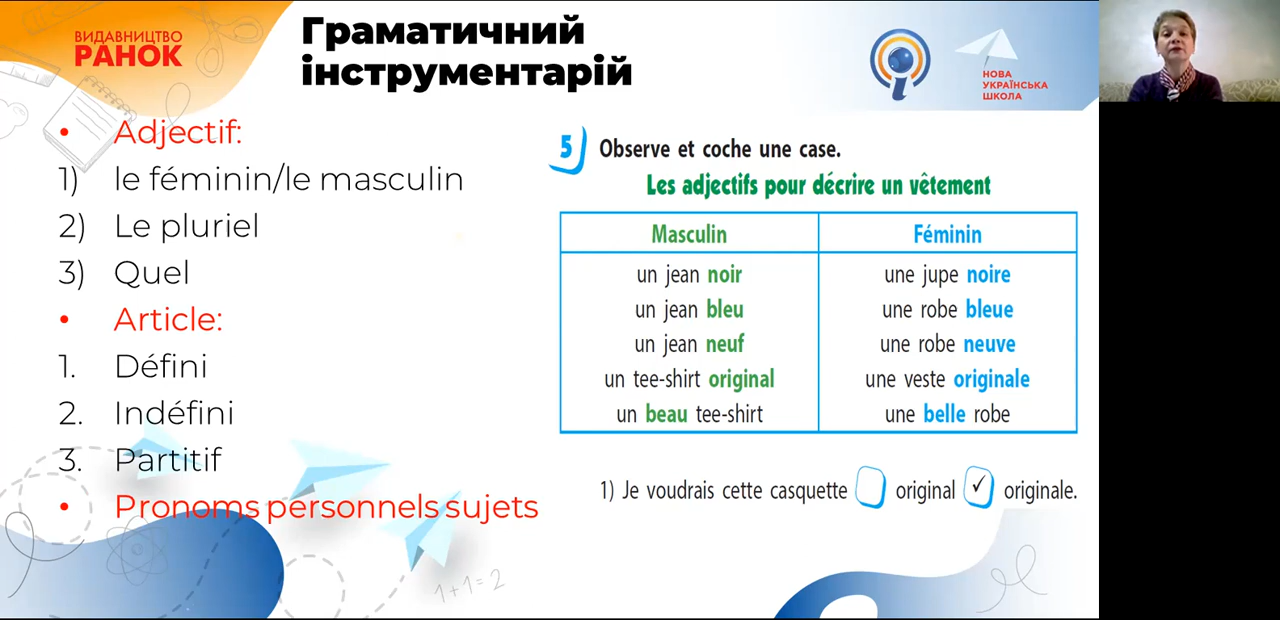 ВИДАВНИЦТВО
РАНОК
Граматичний
інструментарій
НОВА
УКРАЇНСЬКА
ШКОЛА
• Adjectif:
1) le féminin/le masculin
2) Le pluriel
3) Quel
• Article:
1. Défini
2. Indéfini
3. Partitif
• Pronoms personnels sujets
5 Observe et coche une case.
Les adjectifs pour décrire un vêtement
Masculin Féminin
un jean noir une jupe noire
un jean bleu une robe bleue
un jean neuf une robe neuve
un tee-shirt original une veste originale
un beau tee-shirt une belle robe
1) Je voudrais cette casquette original ✓ originale.
1+1=2